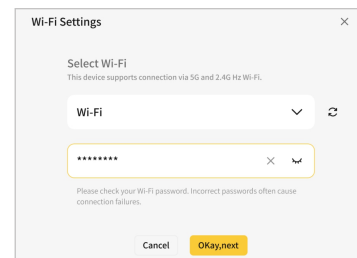 Wi-Fi Settings
Select Wi-Fi
This device supports connection via 5G and 2.4G Hz Wi-Fi.
Wi-Fi
********
Please check your Wi-Fi password. Incorrect passwords often cause
connection failures.
Cancel
OKay,next